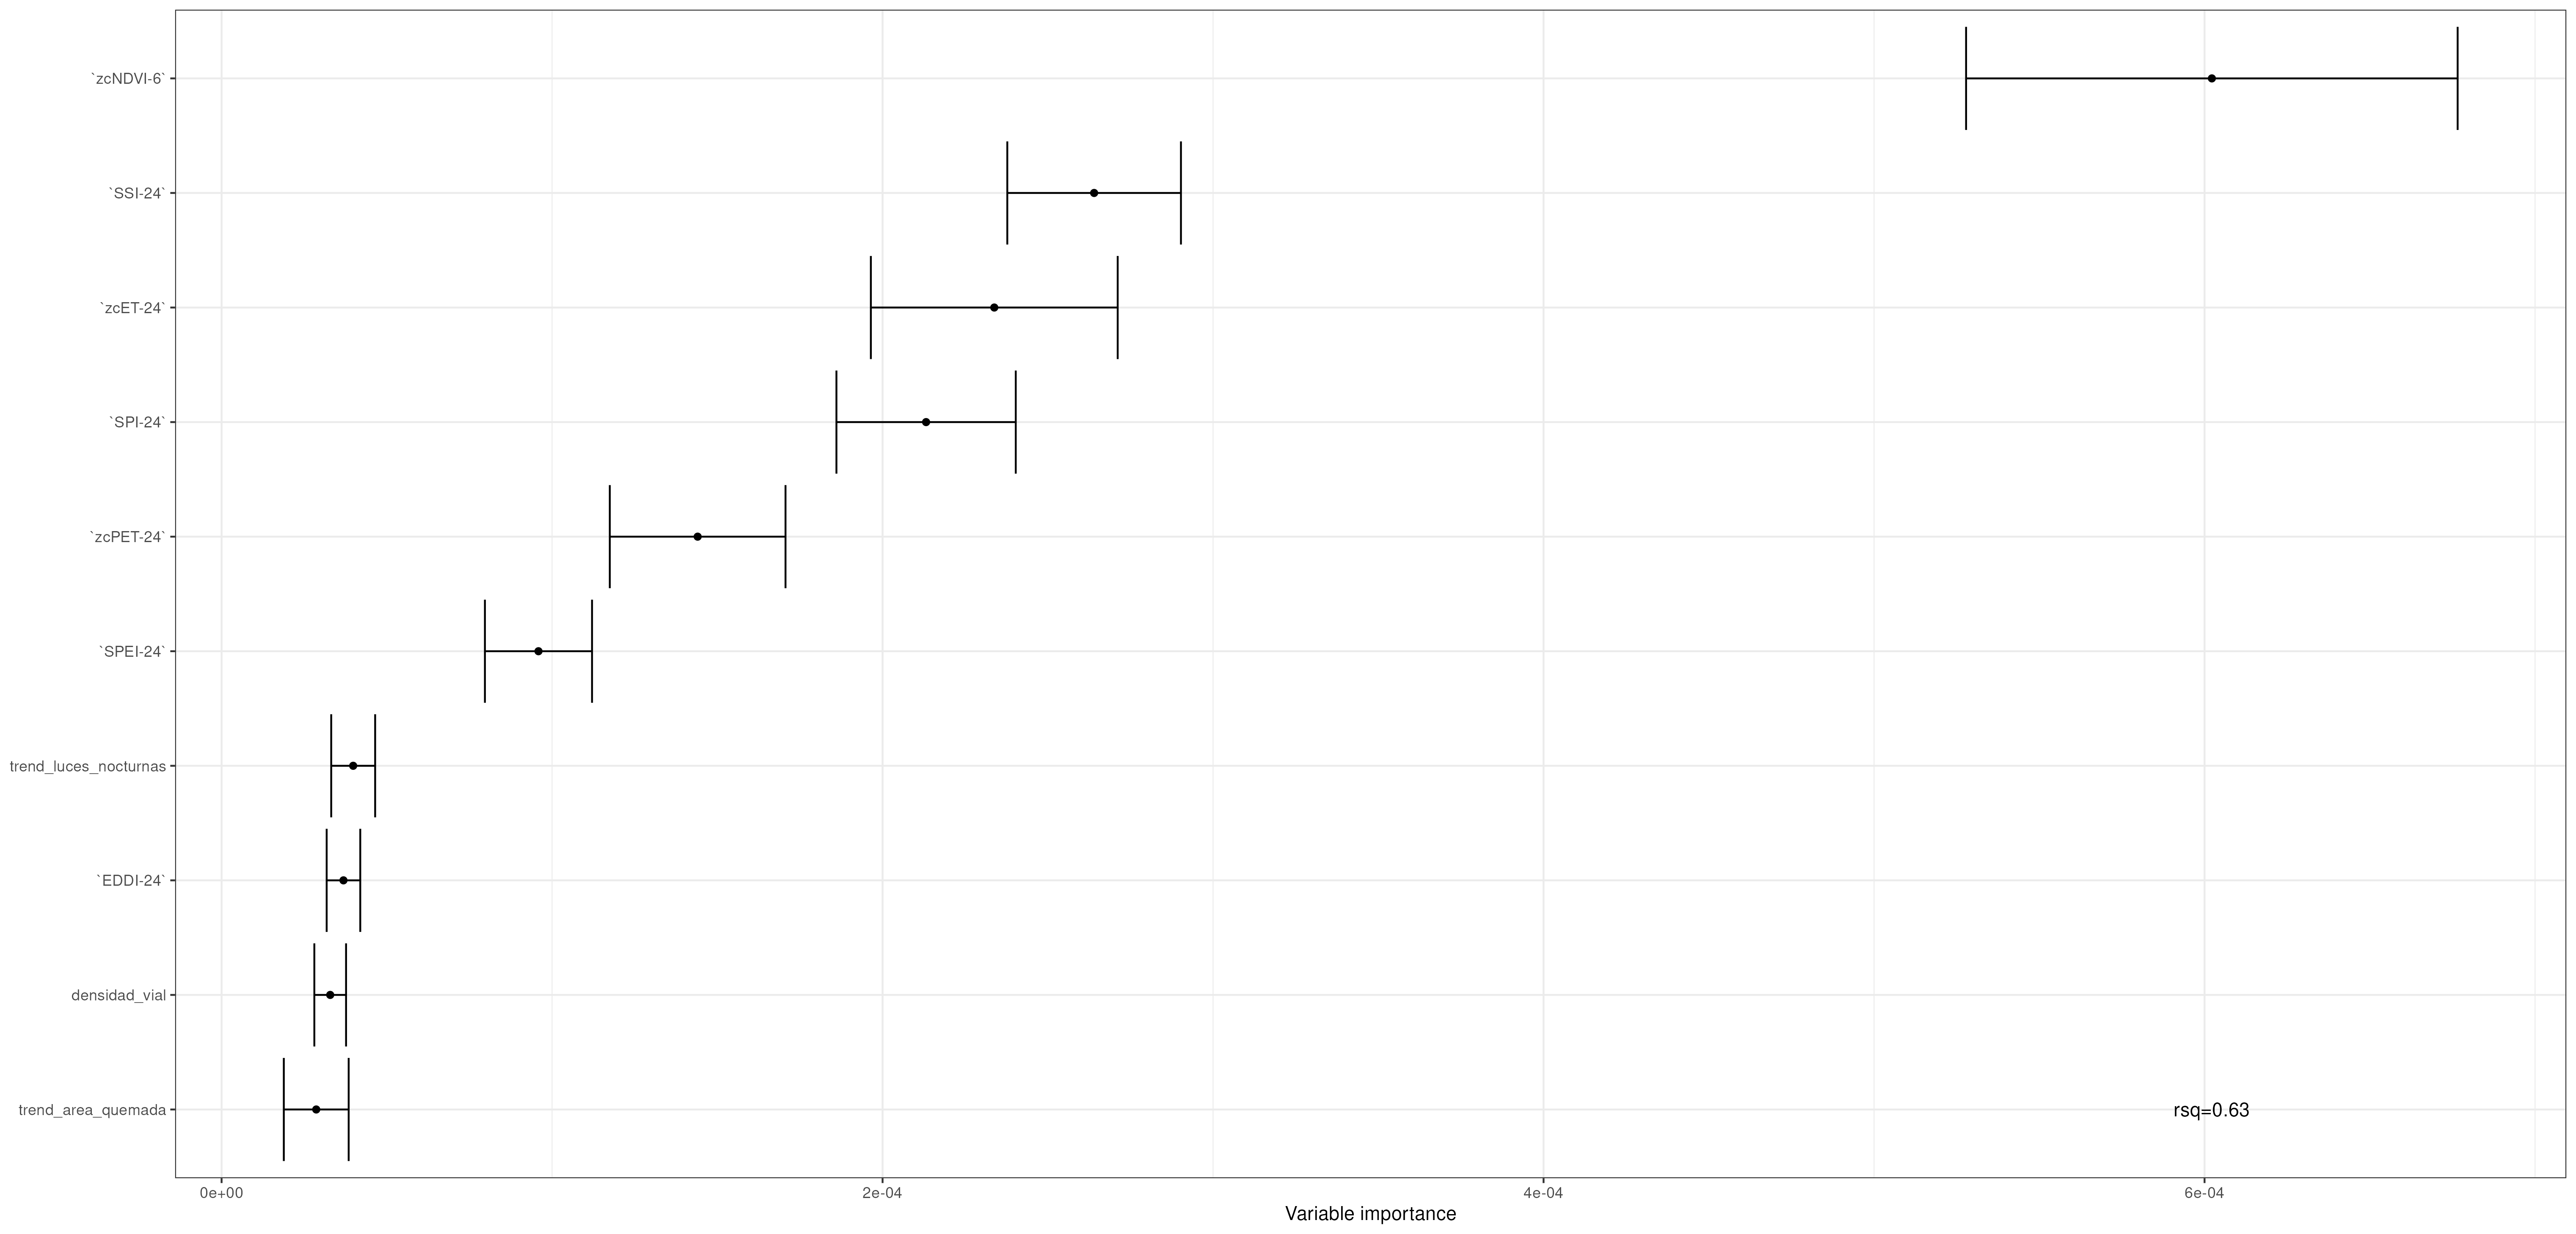 `zcNDVI-6`
`SSI-24`
`zcET-24`
`SPI-24`
`zcPET-24`
`SPEI-24`
trend_luces_nocturnas
`EDDI-24`
densidad_vial
trend_area_quemada
rsq=0.63
0e+00 2e-04 4e-04 6e-04
Variable importance